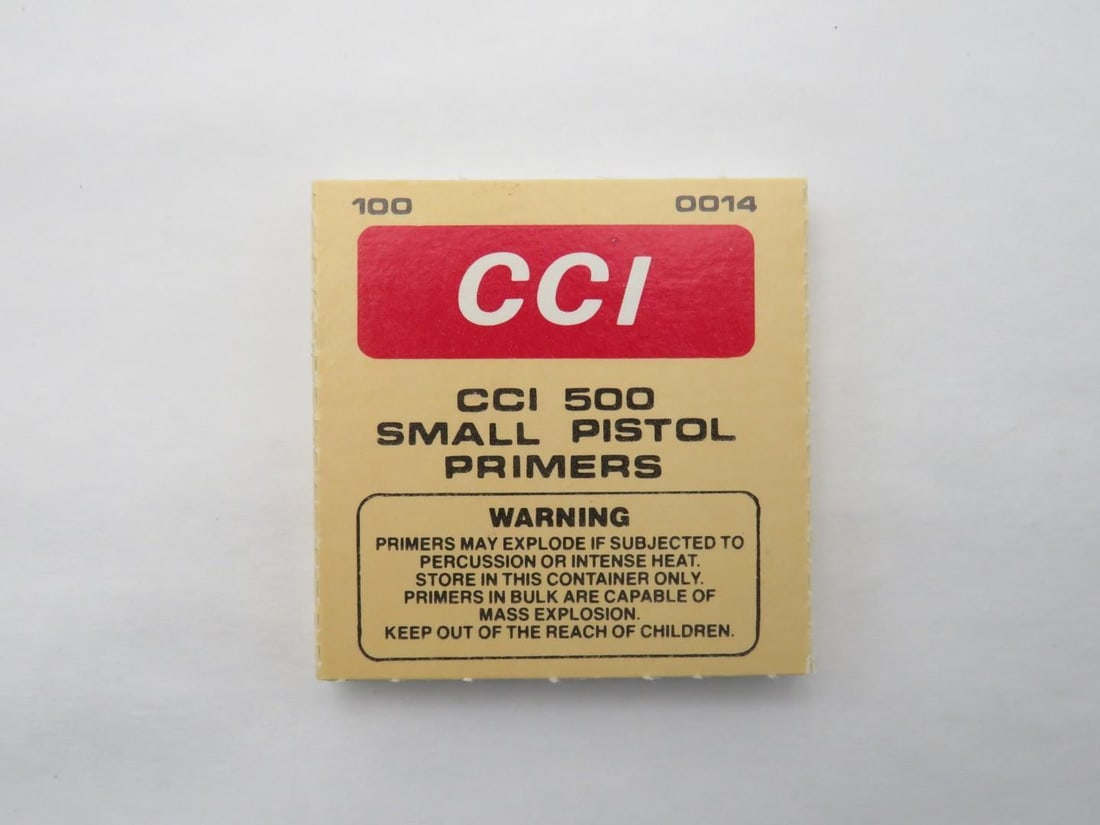 100 0014
CCI
CCI 500
SMALL PISTOL
PRIMERS
WARNING
PRIMERS MAY EXPLODE IF SUBJECTED TO
PERCUSSION OR INTENSE HEAT.
STORE IN THIS CONTAINER ONLY.
PRIMERS IN BULK ARE CAPABLE OF
MASS EXPLOSION.
KEEP OUT OF THE REACH OF CHILDREN.